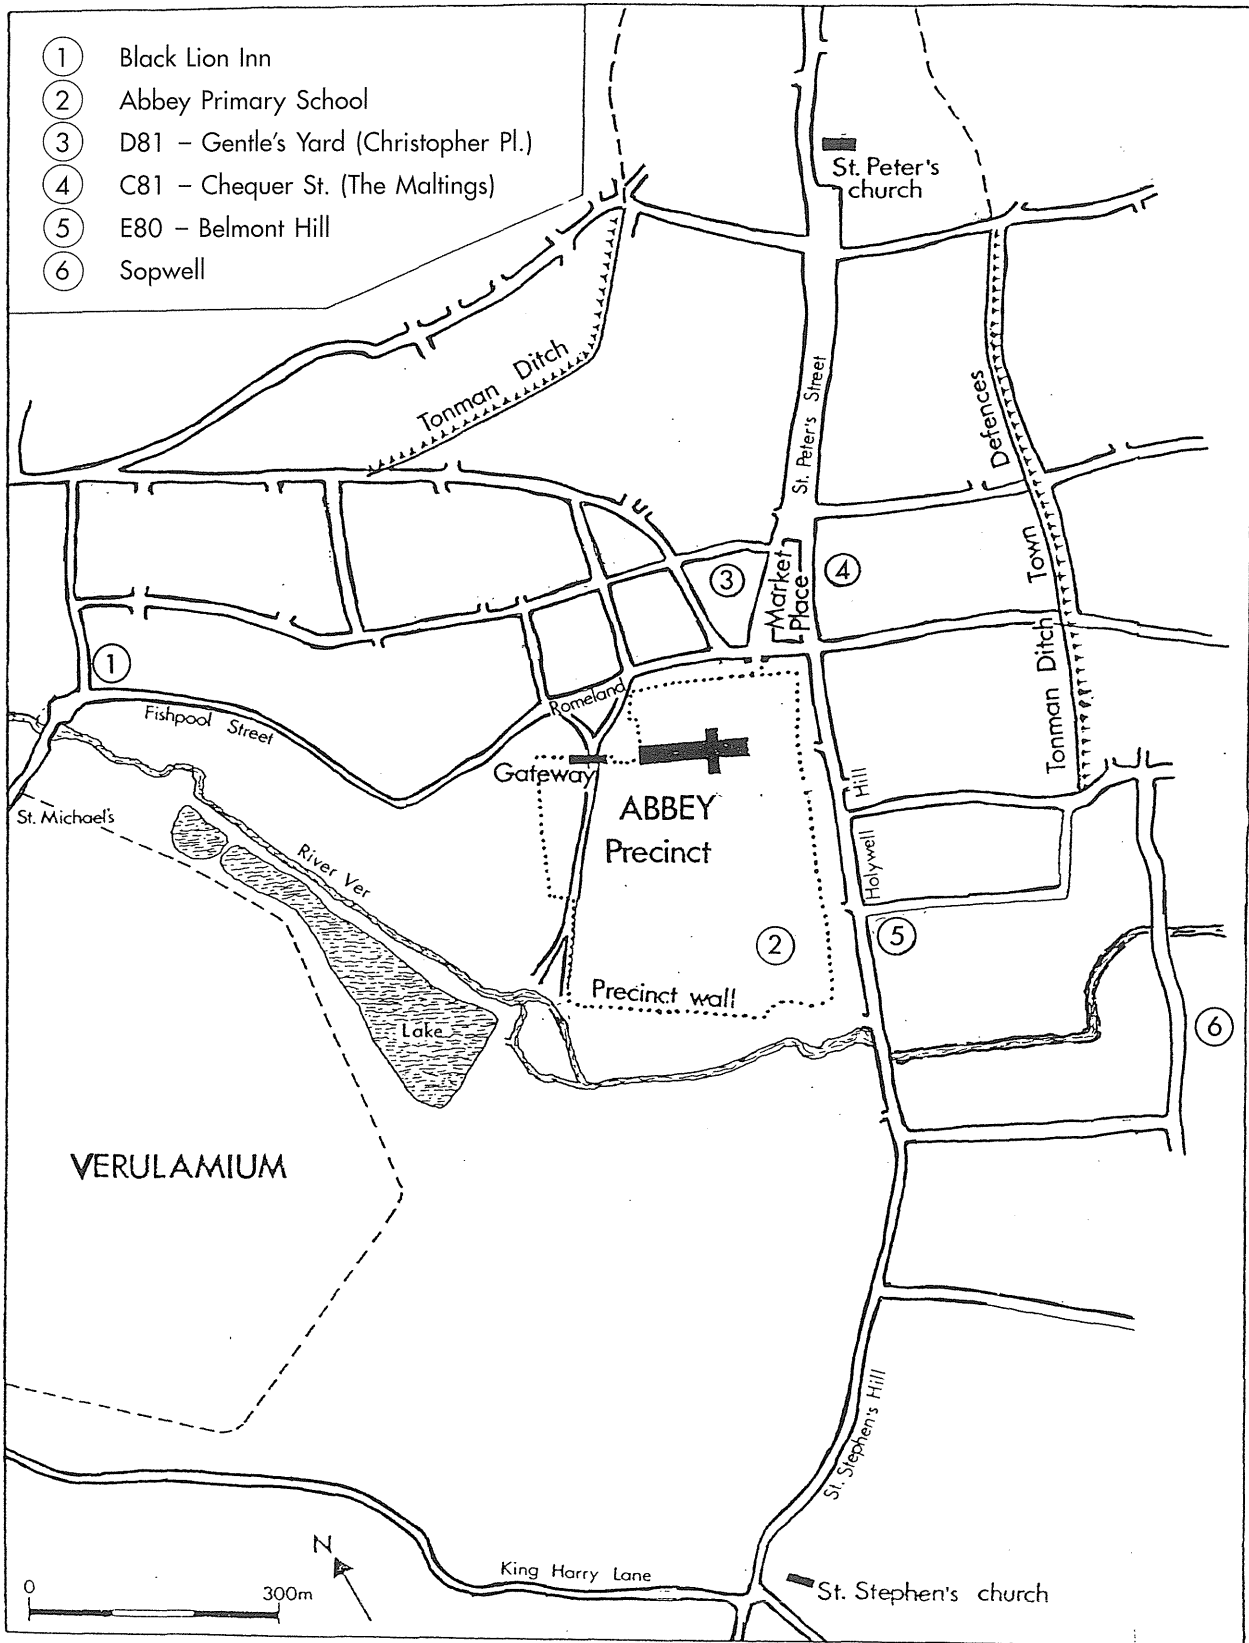 1 Black Lion Inn
2 Abbey Primary School
3 D81 – Gentle's Yard (Christopher Pl.)
4 C81 – Chequer St. (The Maltings)
5 E80 – Belmont Hill
6 Sopwell
St. Peter's
church
Tonman Ditch
St. Peter's Street
Defences
Town
Tonman Ditch
Market
Place
3
4
1
Romeland
Fishpool Street
Gateway
ABBEY
Precinct
Hill
Holywell
St. Michael's
River Ver
2
5
Precinct wall
Lake
6
VERULAMIUM
St. Stephen's Hill
N
King Harry Lane
0 300m
St. Stephen's church